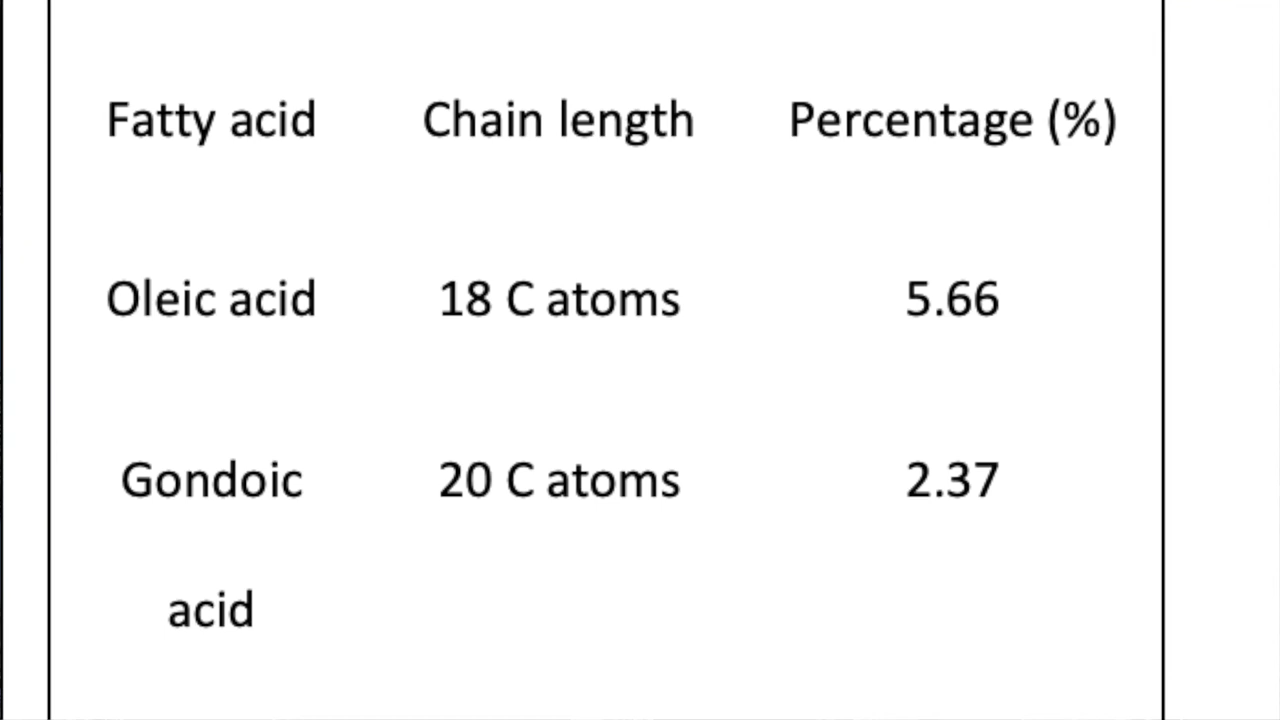 Fatty acid Chain length Percentage (%)
Oleic acid 18 C atoms 5.66
Gondoic 20 C atoms 2.37
acid